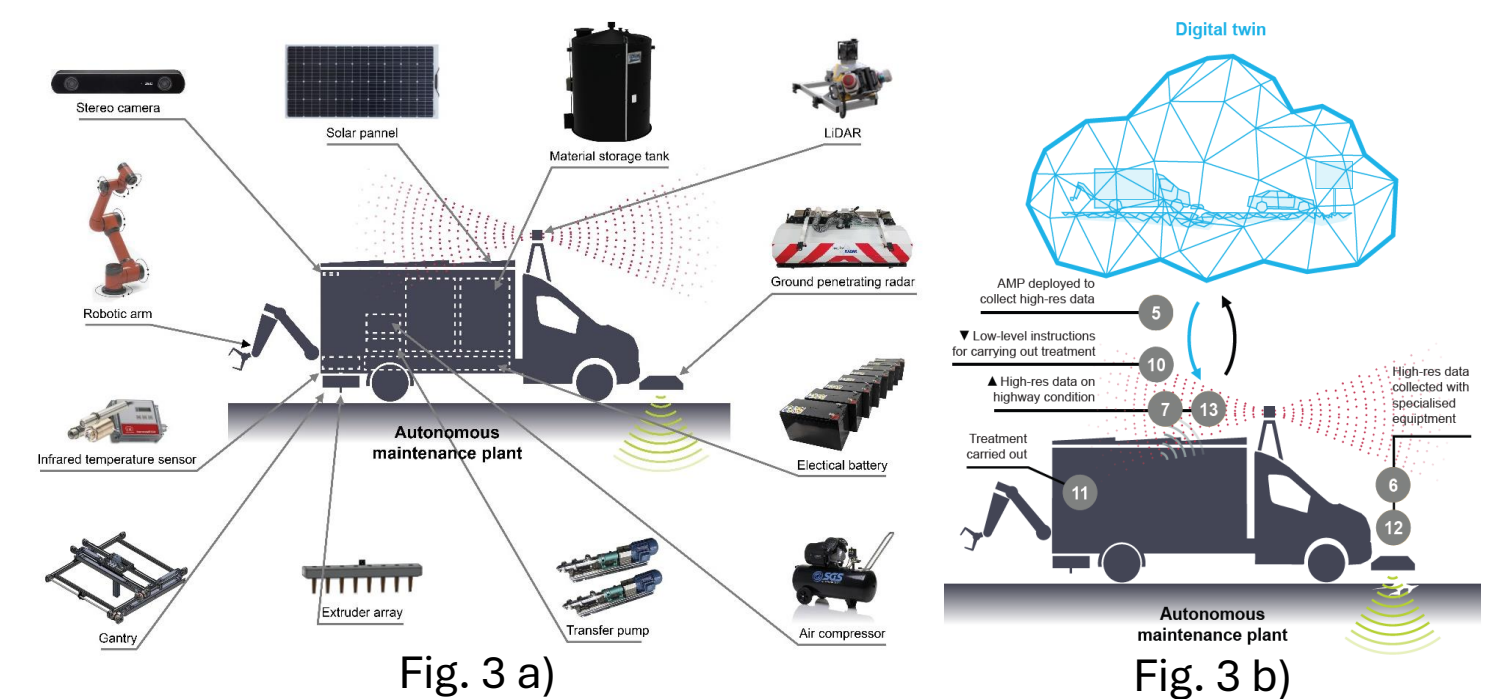 Stereo camera
Solar pannel
Material storage tank
LiDAR
Robotic arm
Ground penetrating radar
Infrared temperature sensor
Autonomous
maintenance plant
Electical battery
Gantry
Extruder array
Transfer pump
SGS
Air compressor
Fig. 3 a)
Digital twin
AMP deployed to
collect high-res data
5
▼ Low-level instructions
for carrying out treatment
10
▲ High-res data on
highway condition
7
13
High-res data
collected with
specialised
equiptment
Treatment
carried out
11
6
12
Autonomous
maintenance plant
Fig. 3 b)